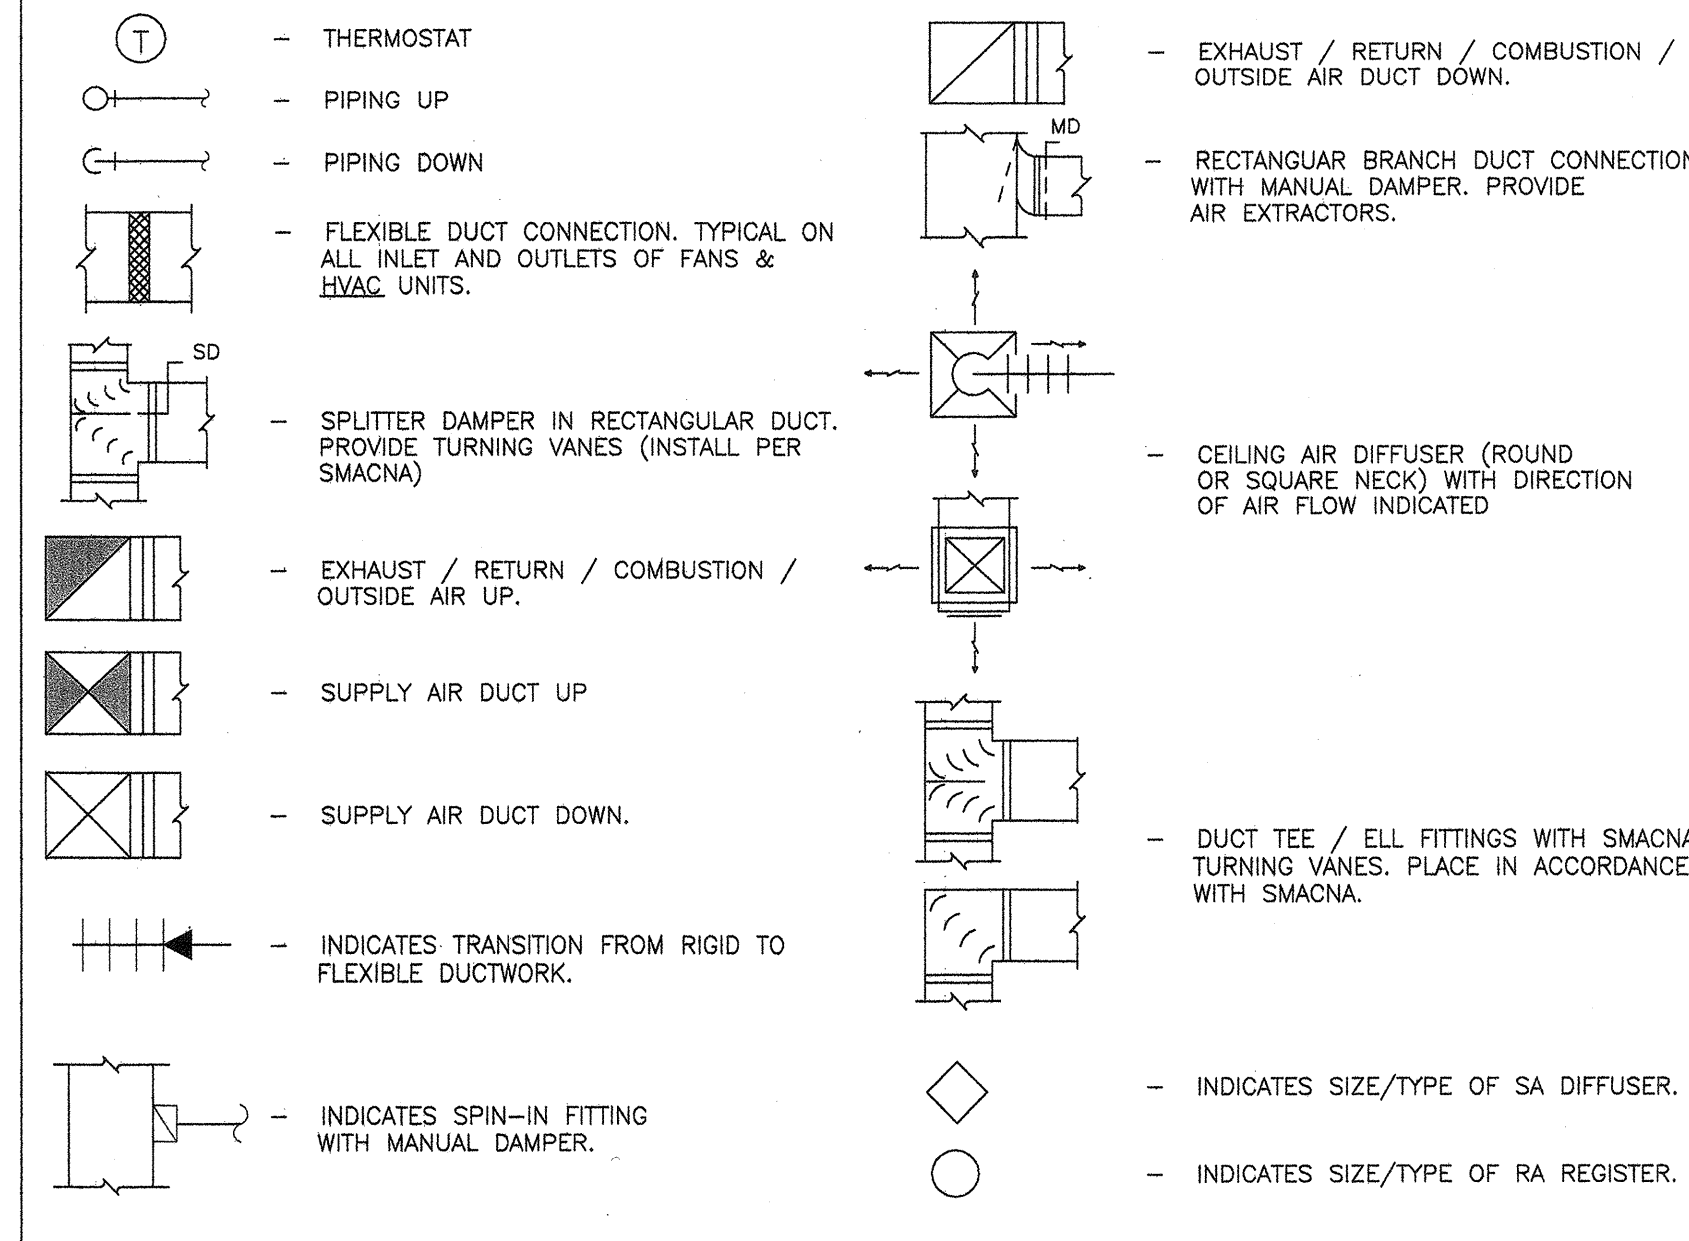 T
- THERMOSTAT
- PIPING UP
- PIPING DOWN
- FLEXIBLE DUCT CONNECTION. TYPICAL ON
ALL INLET AND OUTLETS OF FANS &
HVAC UNITS.
SD
- SPLITTER DAMPER IN RECTANGULAR DUCT.
PROVIDE TURNING VANES (INSTALL PER
SMACNA)
- EXHAUST / RETURN / COMBUSTION /
OUTSIDE AIR UP.
- SUPPLY AIR DUCT UP
- SUPPLY AIR DUCT DOWN.
- INDICATES TRANSITION FROM RIGID TO
FLEXIBLE DUCTWORK.
- INDICATES SPIN-IN FITTING
WITH MANUAL DAMPER.
- EXHAUST / RETURN / COMBUSTION /
OUTSIDE AIR DUCT DOWN.
MD
- RECTANGUAR BRANCH DUCT CONNECTION
WITH MANUAL DAMPER. PROVIDE
AIR EXTRACTORS.
- CEILING AIR DIFFUSER (ROUND
OR SQUARE NECK) WITH DIRECTION
OF AIR FLOW INDICATED
- DUCT TEE / ELL FITTINGS WITH SMACNA
TURNING VANES. PLACE IN ACCORDANCE
WITH SMACNA.
- INDICATES SIZE/TYPE OF SA DIFFUSER.
- INDICATES SIZE/TYPE OF RA REGISTER.